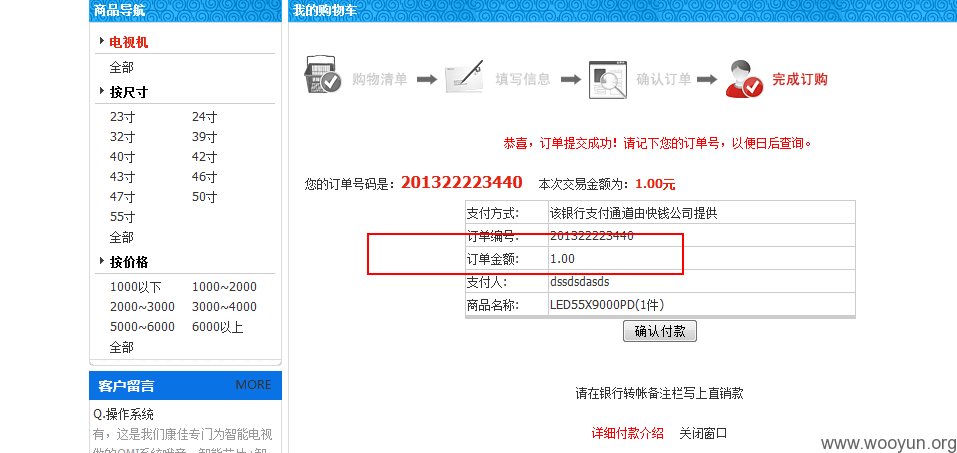 商品导航
电视机
全部
按尺寸
23寸 24寸
32寸 39寸
40寸 42寸
43寸 46寸
47寸 50寸
55寸
全部
按价格
1000以下 1000~2000
2000~3000 3000~4000
5000~6000 6000以上
全部
客户留言 MORE
Q.操作系统
有，这是我们康佳专门为智能电视
我的购物车
购物清单 填写信息 确认订单 完成订购
恭喜，订单提交成功！请记下您的订单号，以便日后查询。
您的订单号码是：201322223440 本次交易金额为：1.00元
支付方式: 该银行支付通道由快钱公司提供
订单编号: 201322223440
订单金额: 1.00
支付人: dssdsdasds
商品名称: LED55X9000PD(1件)
确认付款
请在银行转帐备注栏写上直销款
详细付款介绍 关闭窗口
www.wooyun.org